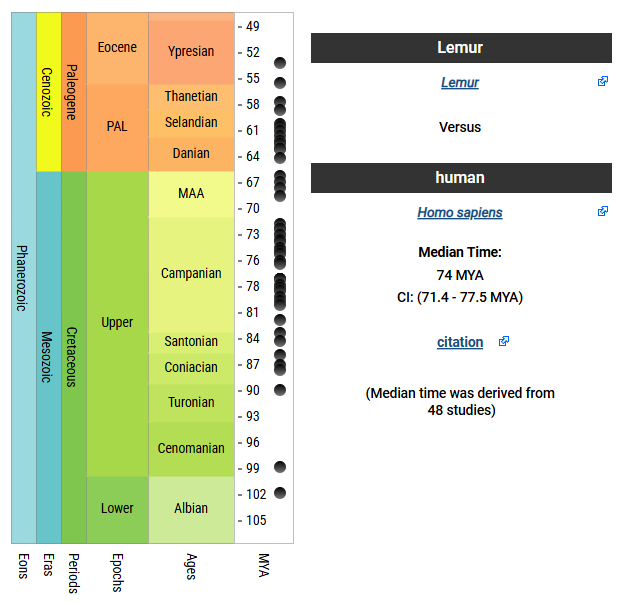 Phanerozoic
Cenozoic
Mesozoic
Paleogene
Cretaceous
Eocene
PAL
Upper
Lower
Ypresian
Thanetian
Selandian
Danian
MAA
Campanian
Santonian
Coniacian
Turonian
Cenomanian
Albian
- 49
- 52
- 55
- 58
- 61
- 64
- 67
- 70
- 73
- 76
- 78
- 81
- 84
- 87
- 90
- 93
- 96
- 99
- 102
- 105
Eons
Eras
Periods
Epochs
Ages
MYA
Lemur
Lemur
Versus
human
Homo sapiens
Median Time:
74 MYA
CI: (71.4 - 77.5 MYA)
citation
(Median time was derived from
48 studies)